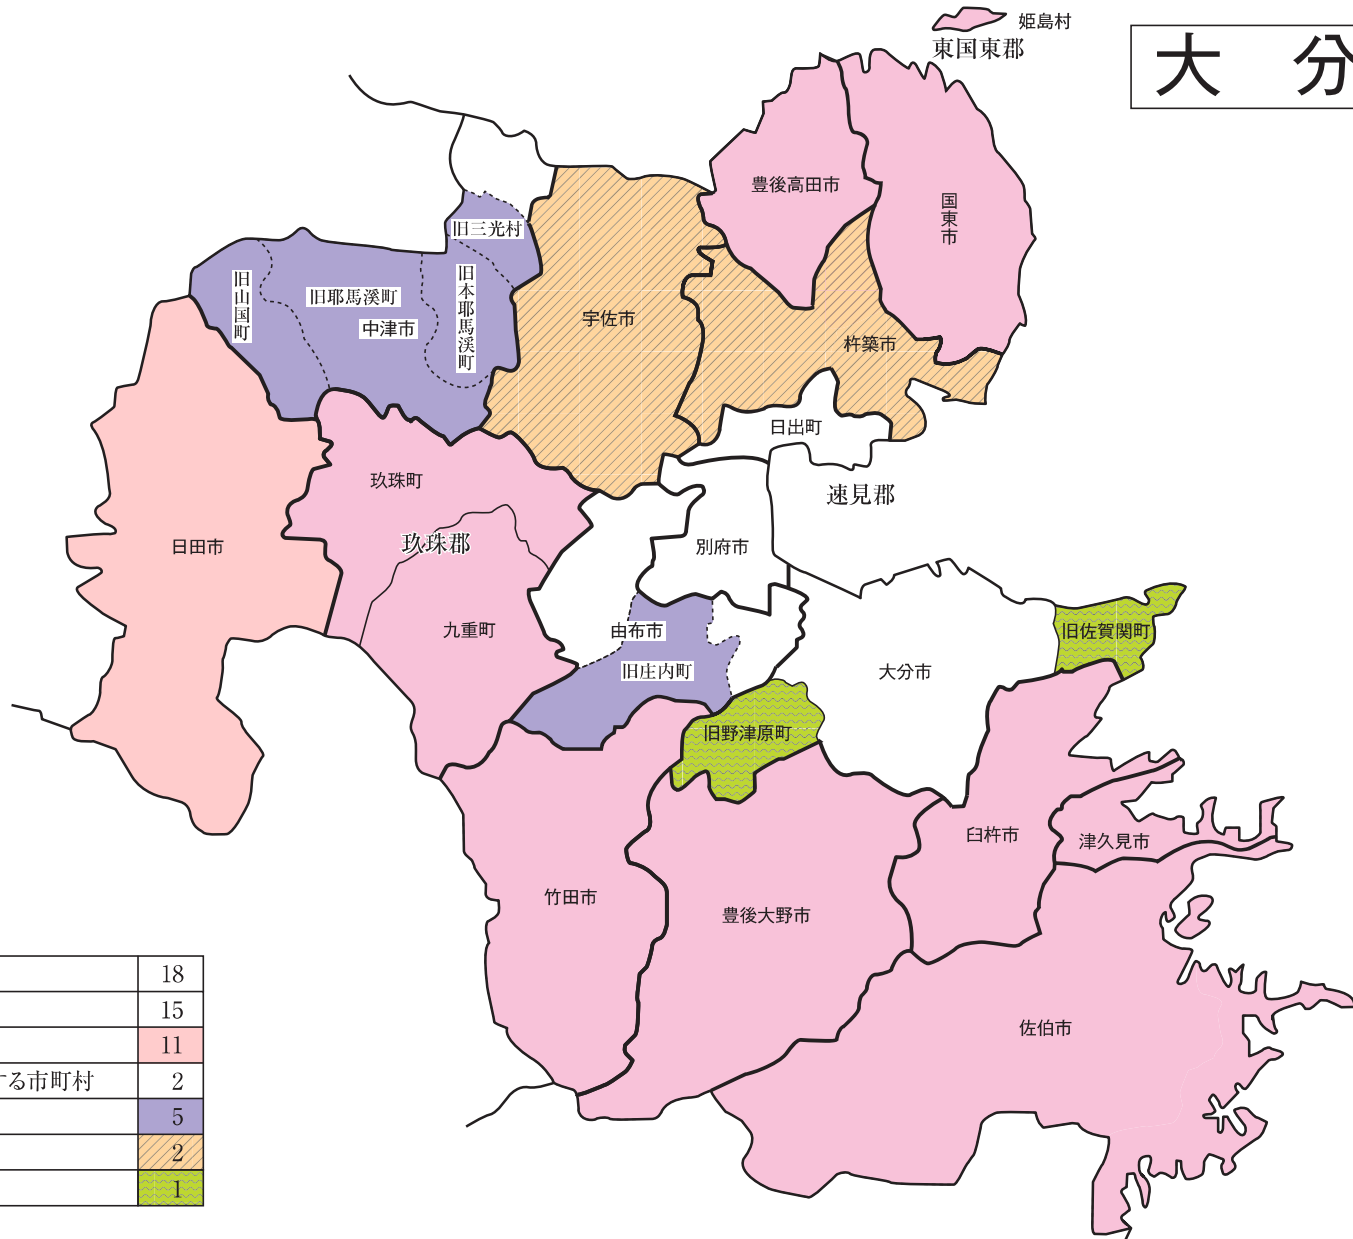 姫島村
東国東郡
大 分
豊後高田市
国東市
旧三光村
旧山国町
旧耶馬溪町
旧本耶馬溪町
中津市
宇佐市
杵築市
日出町
速見郡
玖珠町
玖珠郡
日田市
別府市
九重町
由布市
旧庄内町
大分市
旧佐賀関町
旧野津原町
臼杵市
津久見市
竹田市
豊後大野市
佐伯市
18
15
11
する市町村 2
5
2
1